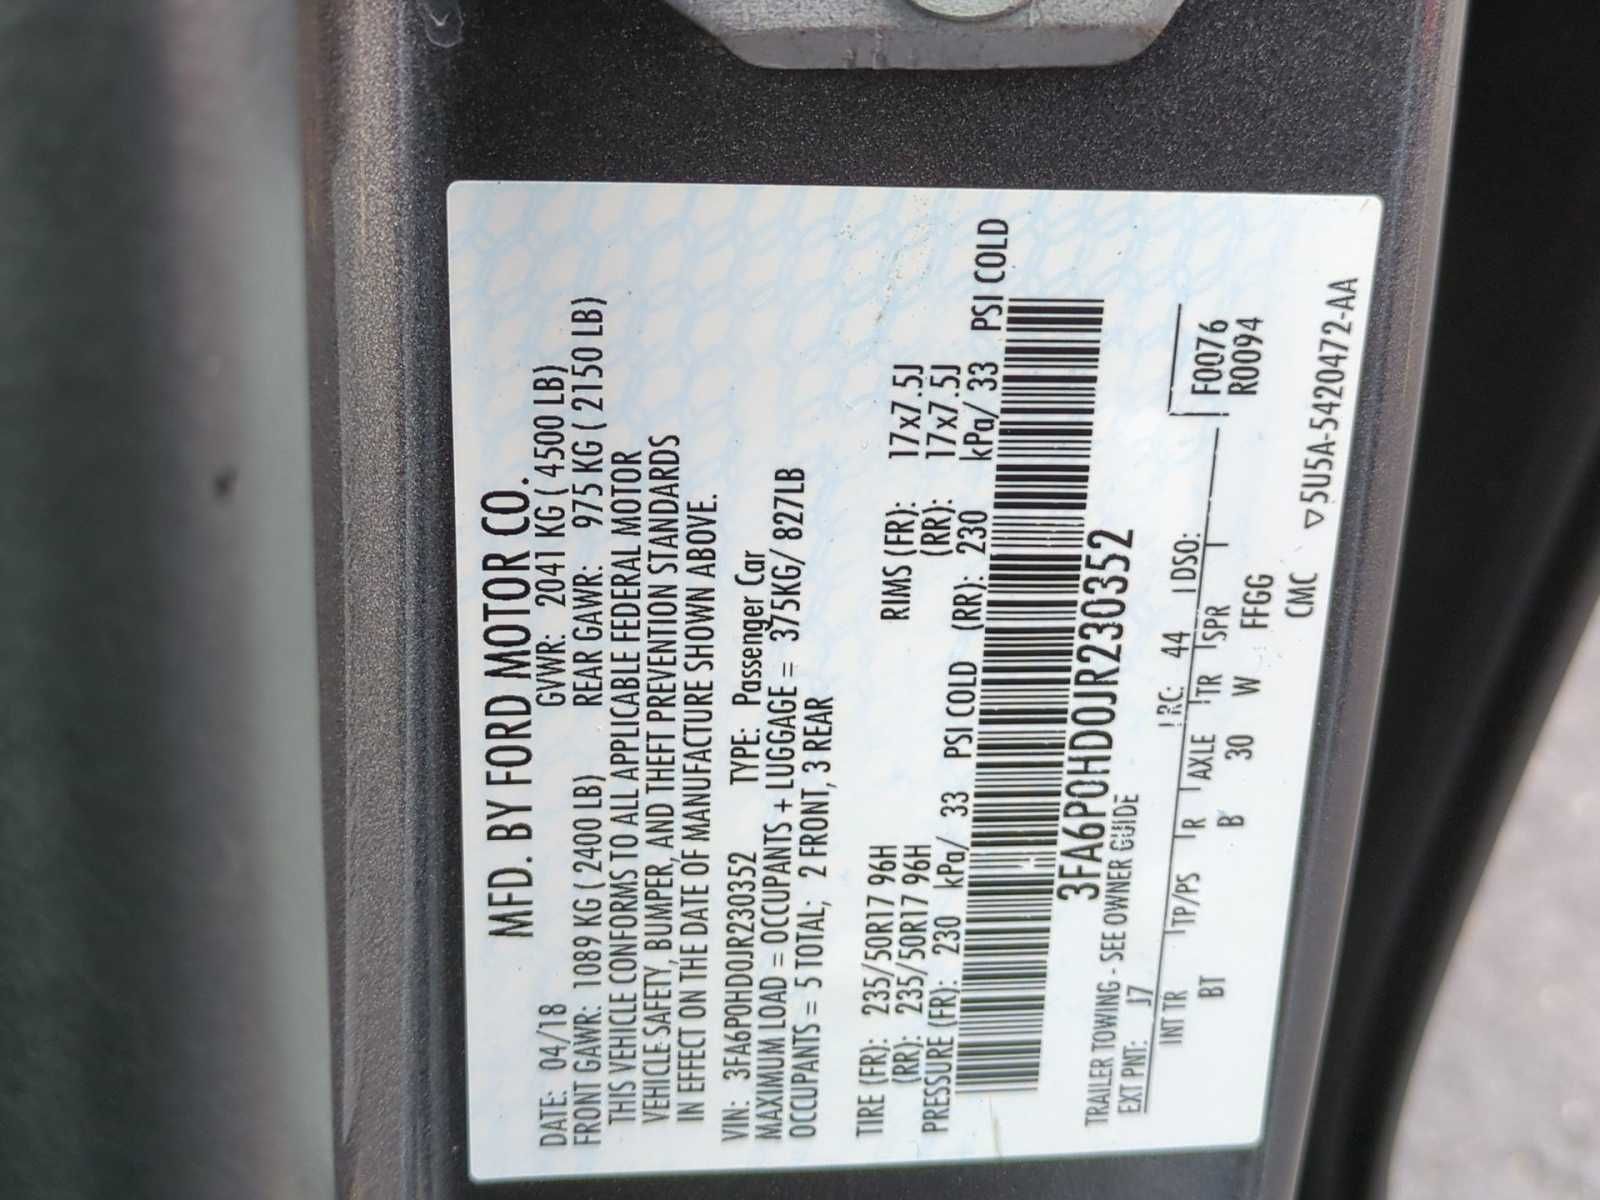 MFD. BY FORD MOTOR CO.
DATE: 04/18 GVWR: 2041 KG ( 4500 LB)
FRONT GAWR: 1089 KG ( 2400 LB) REAR GAWR: 975 KG ( 2150 LB)
THIS VEHICLE CONFORMS TO ALL APPLICABLE FEDERAL MOTOR
VEHICLE SAFETY, BUMPER, AND THEFT PREVENTION STANDARDS
IN EFFECT ON THE DATE OF MANUFACTURE SHOWN ABOVE.
VIN: 3FA6P0HD0JR230352 TYPE: Passenger Car
MAXIMUM LOAD = OCCUPANTS + LUGGAGE = 375KG/ 827LB
OCCUPANTS = 5 TOTAL; 2 FRONT, 3 REAR
TIRE (FR): 235/50R17 96H RIMS (FR): 17x7.5J
(RR): 235/50R17 96H (RR): 17x7.5J
PRESSURE (FR): 230 kPa/ 33 PSI COLD (RR): 230 kPa/ 33 PSI COLD
3FA6P0HD0JR230352
TRAILER TOWING - SEE OWNER GUIDE
EXT PNT: J7 RC: 44 DSO:
INT TR TP/PS R AXLE TR SPR F0076
BT B 30 W FFGG R0094
CMC
▽5U5A-5420472-AA